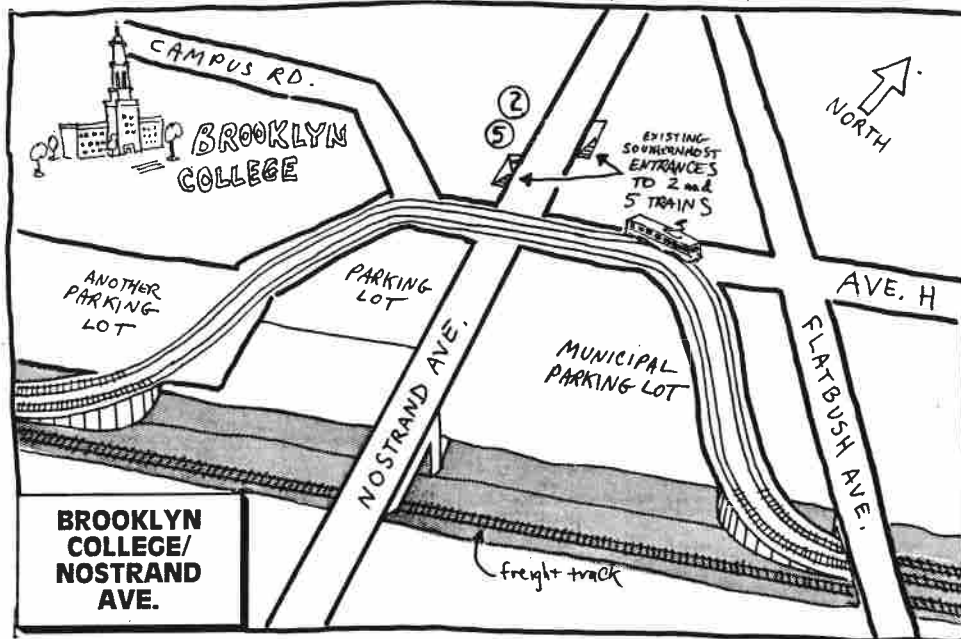 CAMPUS RD.
BROOKLYN
COLLEGE
2
5
EXISTING
SOUTHERNMOST
ENTRANCES
TO 2 and
5 TRAINS
NORTH
ANOTHER
PARKING
LOT
PARKING
LOT
MUNICIPAL
PARKING LOT
AVE. H
NOSTRAND AVE.
FLATBUSH AVE.
freight track
BROOKLYN
COLLEGE/
NOSTRAND
AVE.